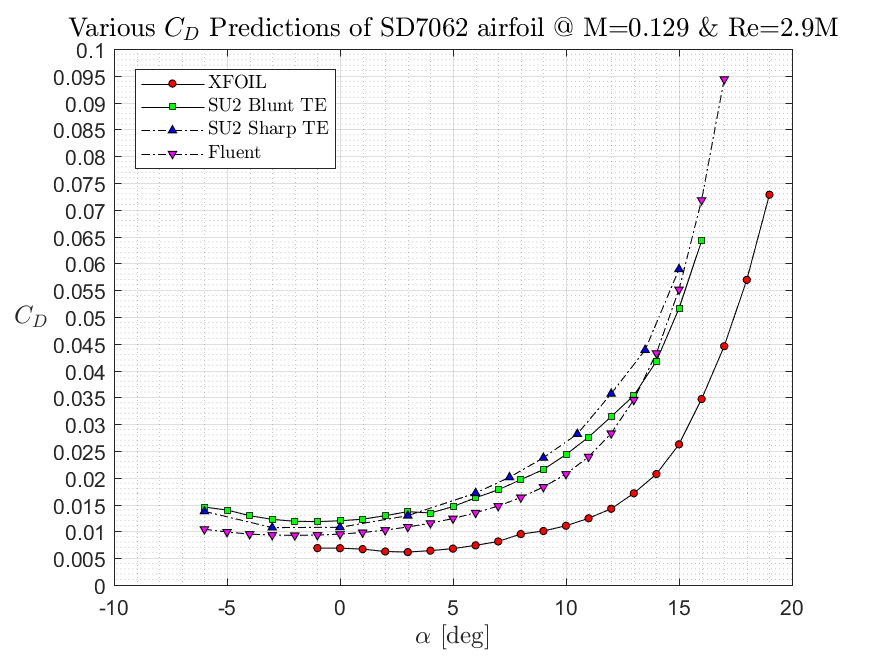 Various C_D Predictions of SD7062 airfoil @ M=0.129 & Re=2.9M
0.1
0.095
0.09
0.085
0.08
0.075
0.07
0.065
0.06
0.055
0.05
0.045
0.04
0.035
0.03
0.025
0.02
0.015
0.01
0.005
0
C_D
XFOIL
SU2 Blunt TE
SU2 Sharp TE
Fluent
-10 -5 0 5 10 15 20
α [deg]